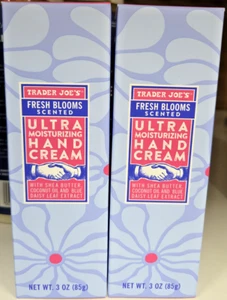 TRADER JOE'S
FRESH BLOOMS
SCENTED
ULTRA
MOISTURIZING
HAND
CREAM
WITH SHEA BUTTER,
COCONUT OIL AND BLUE
DAISY LEAF EXTRACT
NET WT. 3 OZ (85g)
TRADER JOE'S
FRESH BLOOMS
SCENTED
ULTRA
MOISTURIZING
HAND
CREAM
WITH SHEA BUTTER,
COCONUT OIL AND BLUE
DAISY LEAF EXTRACT
NET WT. 3 OZ (85g)